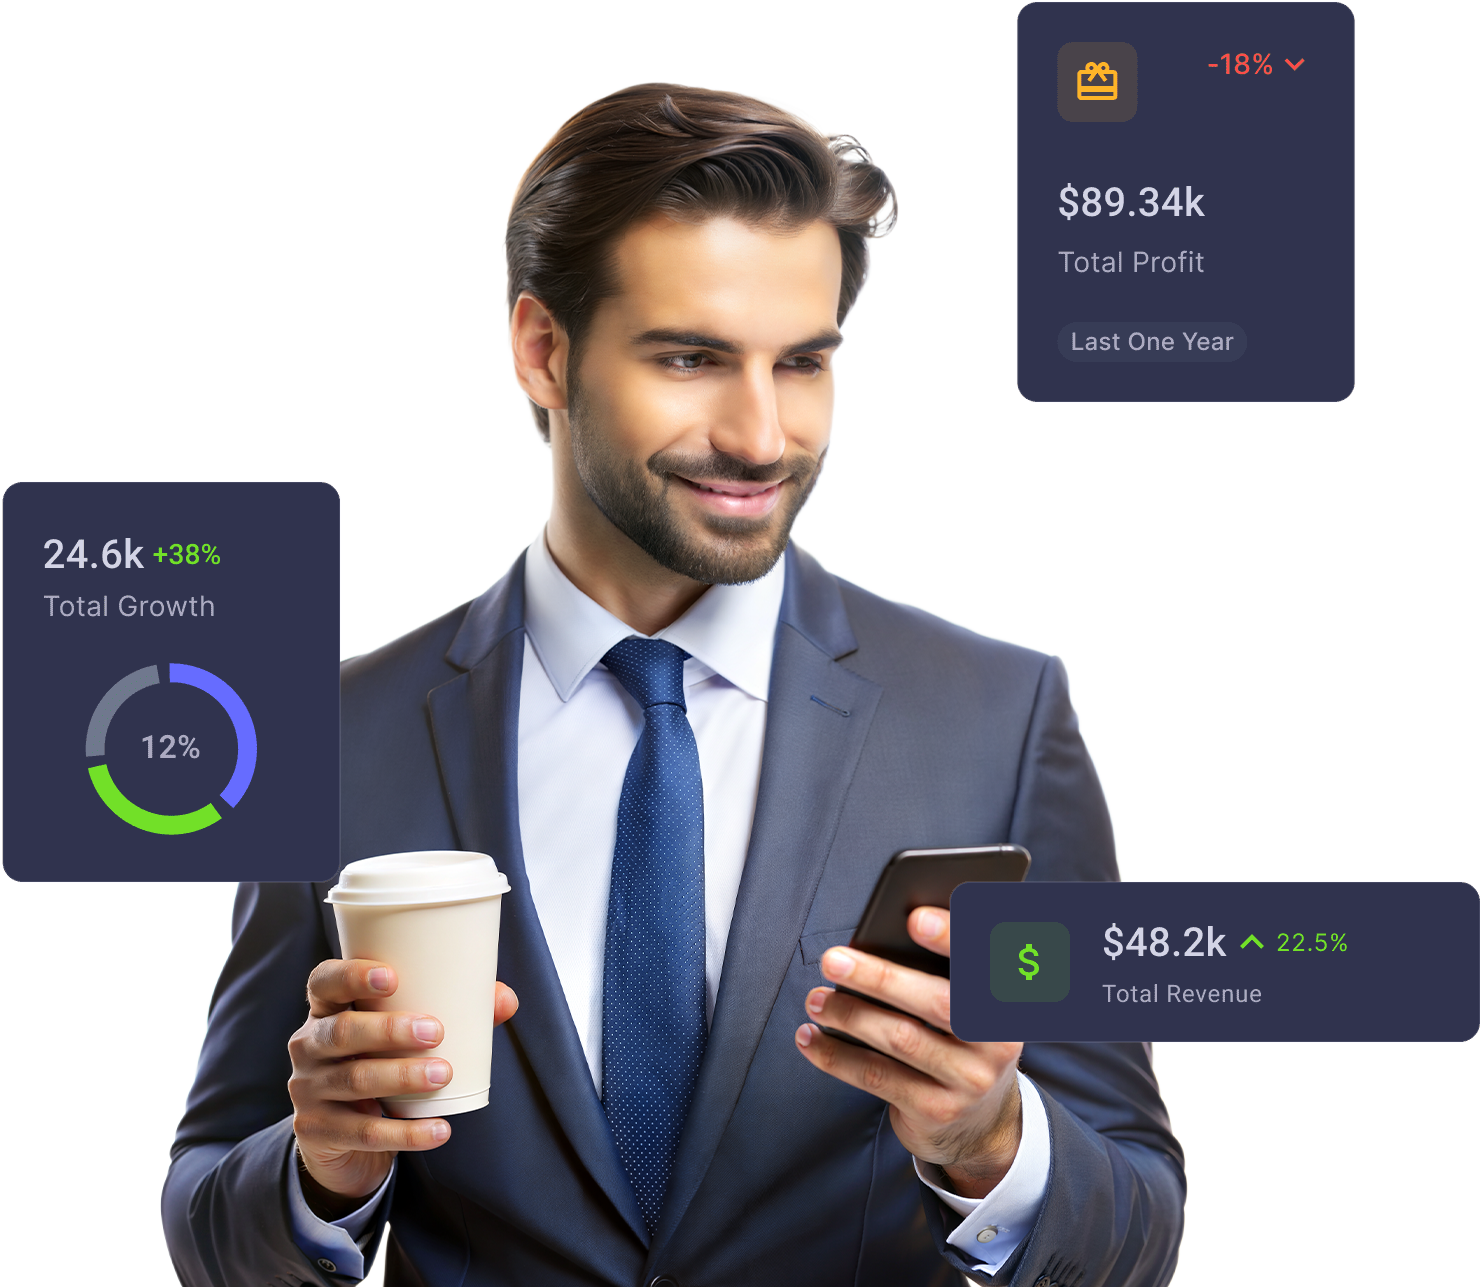 -18%
$89.34k
Total Profit
Last One Year
24.6k +38%
Total Growth
12%
$ $48.2k 22.5%
Total Revenue